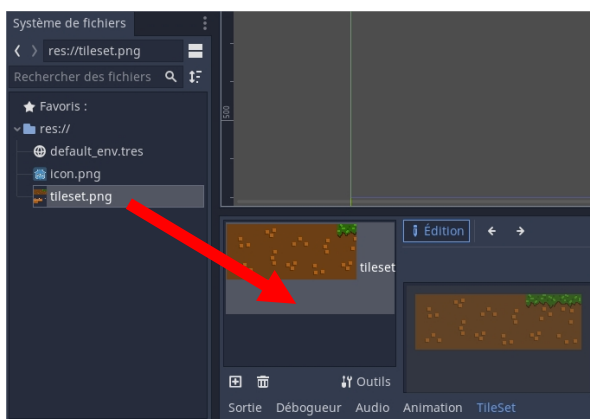 Système de fichiers
res://tileset.png
Rechercher des fichiers
Favoris :
res://
default_env.tres
icon.png
tileset.png
500
tileset
Édition
Outils
Sortie Débogueur Audio Animation TileSet